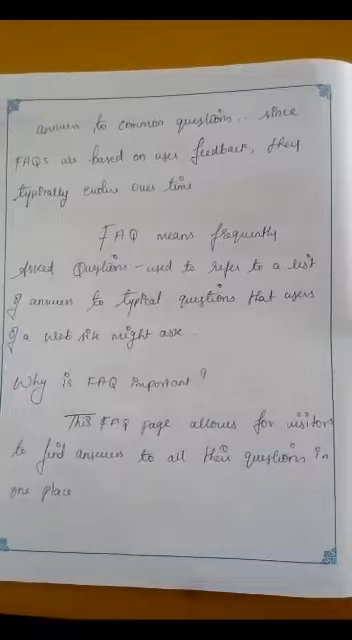 answers to common questions.. since
FAQs are based on user feedback, they
typically evolve over time
FAQ means frequently
Asked Questions - used to refer to a list
of answers to typical questions that users
of a web site might ask.
Why is FAQ important?
This FAQ page allows for visitors
to find answers to all their questions in
one place